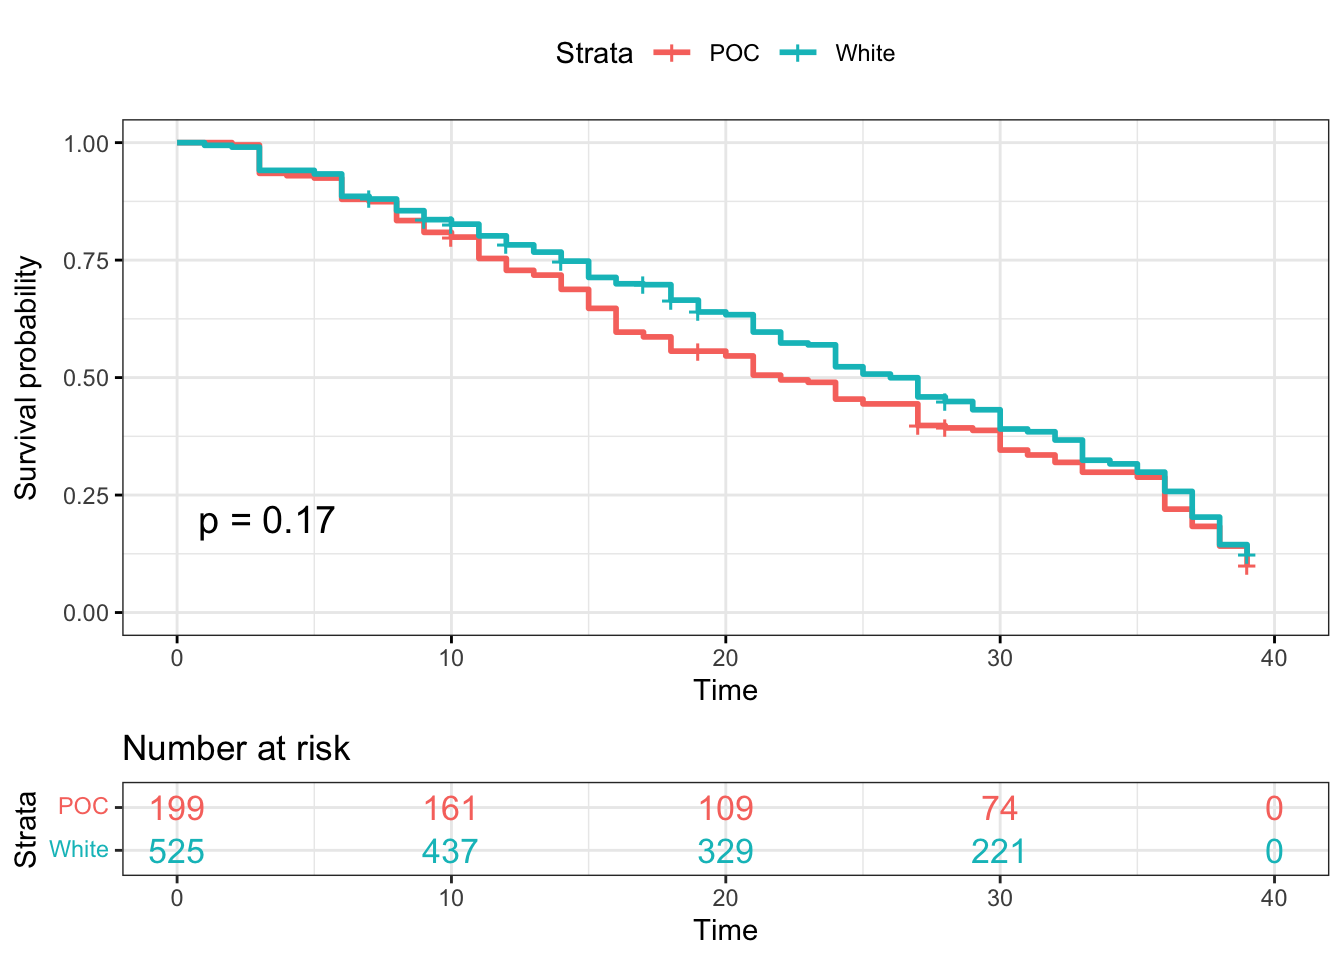 Strata POC White
Survival probability
1.00
0.75
0.50
0.25
0.00
p = 0.17
0 10 20 30 40
Time
Number at risk
Strata
POC 199 161 109 74 0
White 525 437 329 221 0
0 10 20 30 40
Time